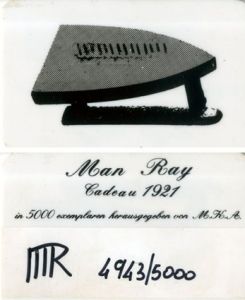 Man Ray
Cadeau 1921
in 5000 exemplaren herausgegeben von M.K.A.
MR 4943/5000